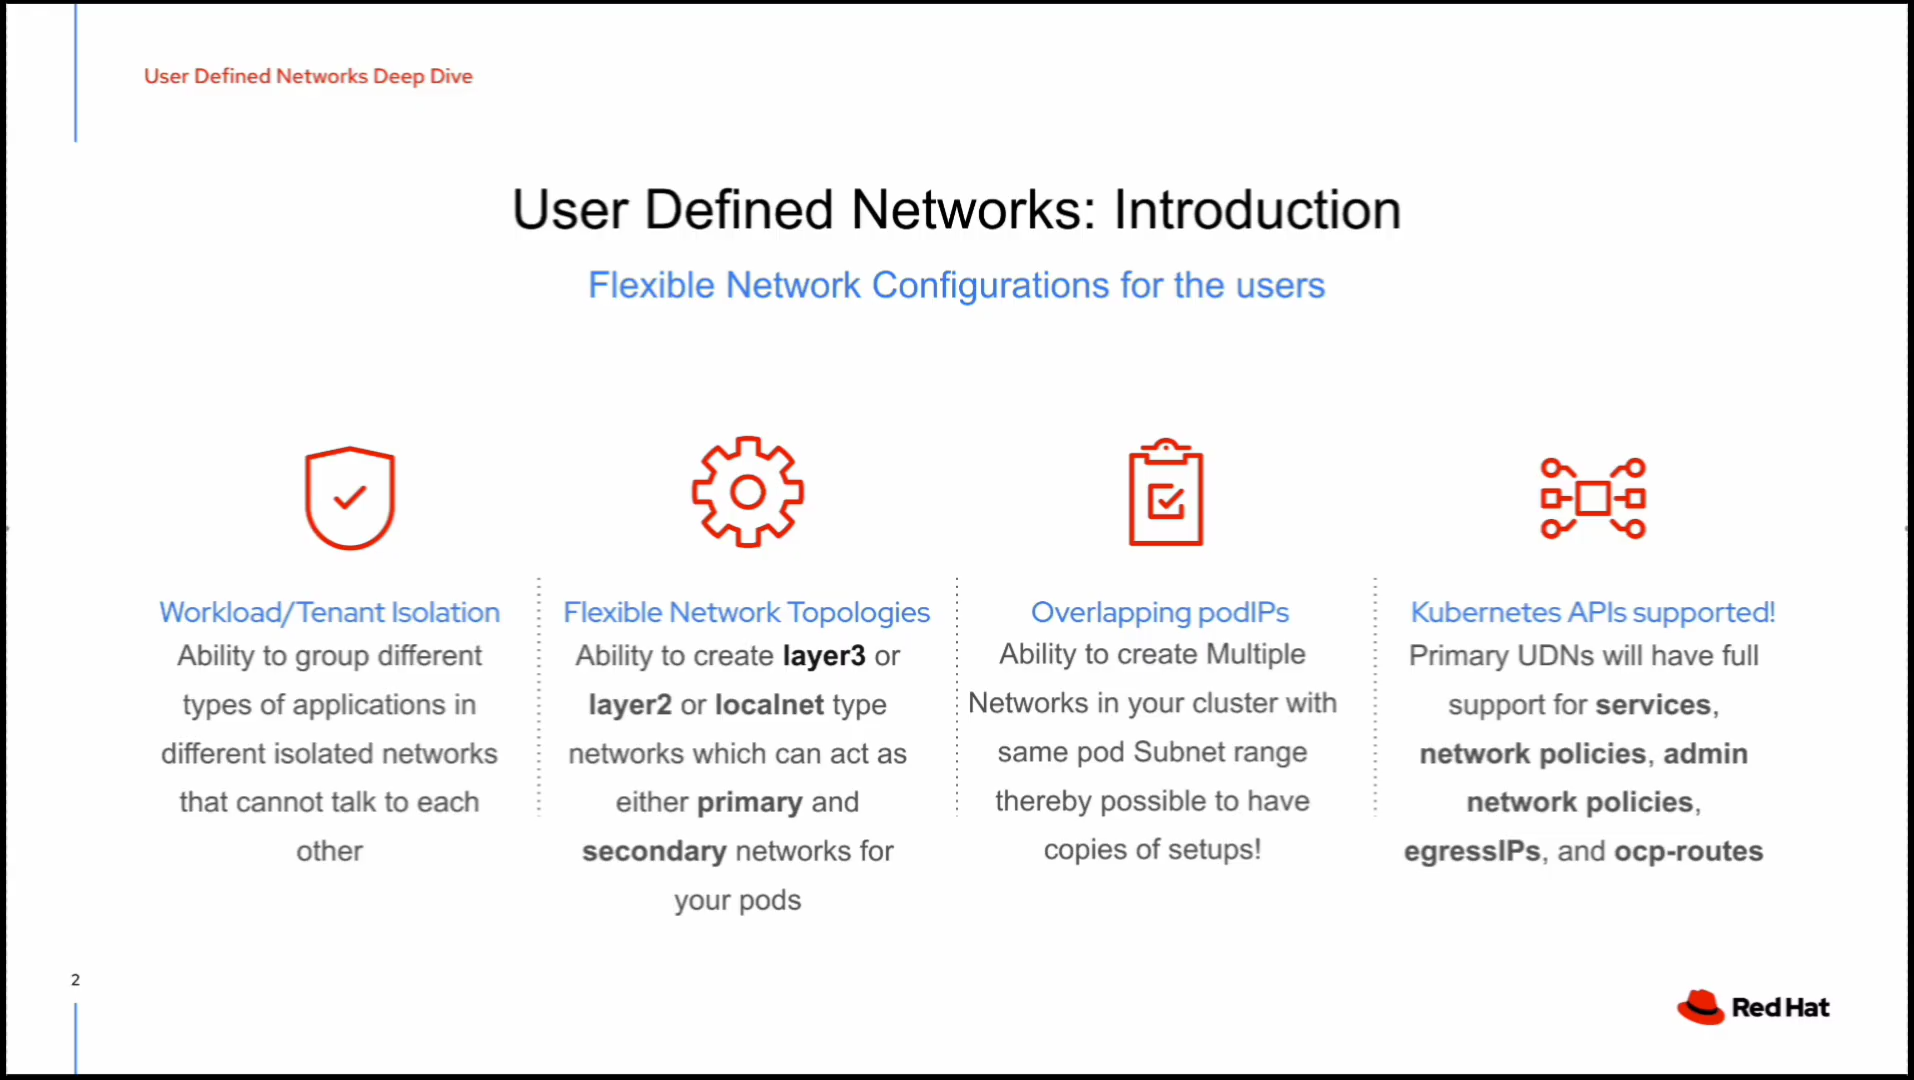 User Defined Networks Deep Dive
User Defined Networks: Introduction
Flexible Network Configurations for the users
Workload/Tenant Isolation
Ability to group different
types of applications in
different isolated networks
that cannot talk to each
other
Flexible Network Topologies
Ability to create layer3 or
layer2 or localnet type
networks which can act as
either primary and
secondary networks for
your pods
Overlapping podIPs
Ability to create Multiple
Networks in your cluster with
same pod Subnet range
thereby possible to have
copies of setups!
Kubernetes APIs supported!
Primary UDNs will have full
support for services,
network policies, admin
network policies,
egressIPs, and ocp-routes
2
Red Hat